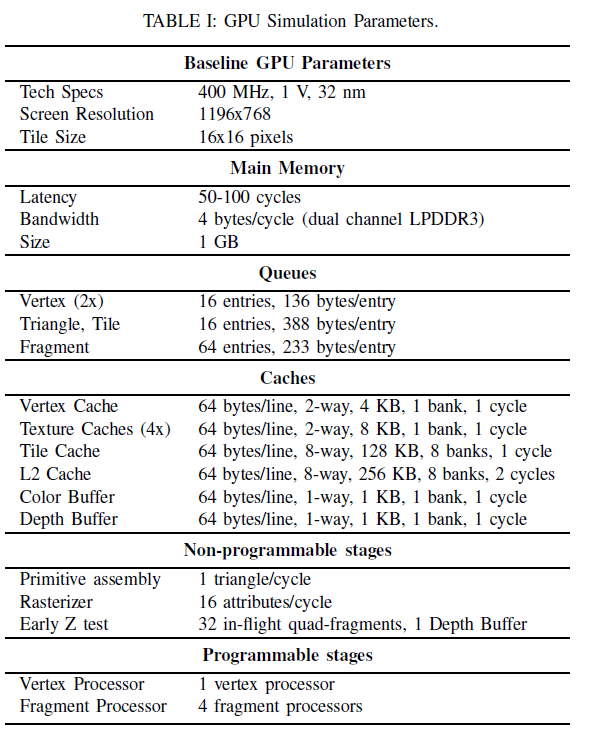 TABLE I: GPU Simulation Parameters.
Baseline GPU Parameters
Tech Specs 400 MHz, 1 V, 32 nm
Screen Resolution 1196x768
Tile Size 16x16 pixels
Main Memory
Latency 50-100 cycles
Bandwidth 4 bytes/cycle (dual channel LPDDR3)
Size 1 GB
Queues
Vertex (2x) 16 entries, 136 bytes/entry
Triangle, Tile 16 entries, 388 bytes/entry
Fragment 64 entries, 233 bytes/entry
Caches
Vertex Cache 64 bytes/line, 2-way, 4 KB, 1 bank, 1 cycle
Texture Caches (4x) 64 bytes/line, 2-way, 8 KB, 1 bank, 1 cycle
Tile Cache 64 bytes/line, 8-way, 128 KB, 8 banks, 1 cycle
L2 Cache 64 bytes/line, 8-way, 256 KB, 8 banks, 2 cycles
Color Buffer 64 bytes/line, 1-way, 1 KB, 1 bank, 1 cycle
Depth Buffer 64 bytes/line, 1-way, 1 KB, 1 bank, 1 cycle
Non-programmable stages
Primitive assembly 1 triangle/cycle
Rasterizer 16 attributes/cycle
Early Z test 32 in-flight quad-fragments, 1 Depth Buffer
Programmable stages
Vertex Processor 1 vertex processor
Fragment Processor 4 fragment processors